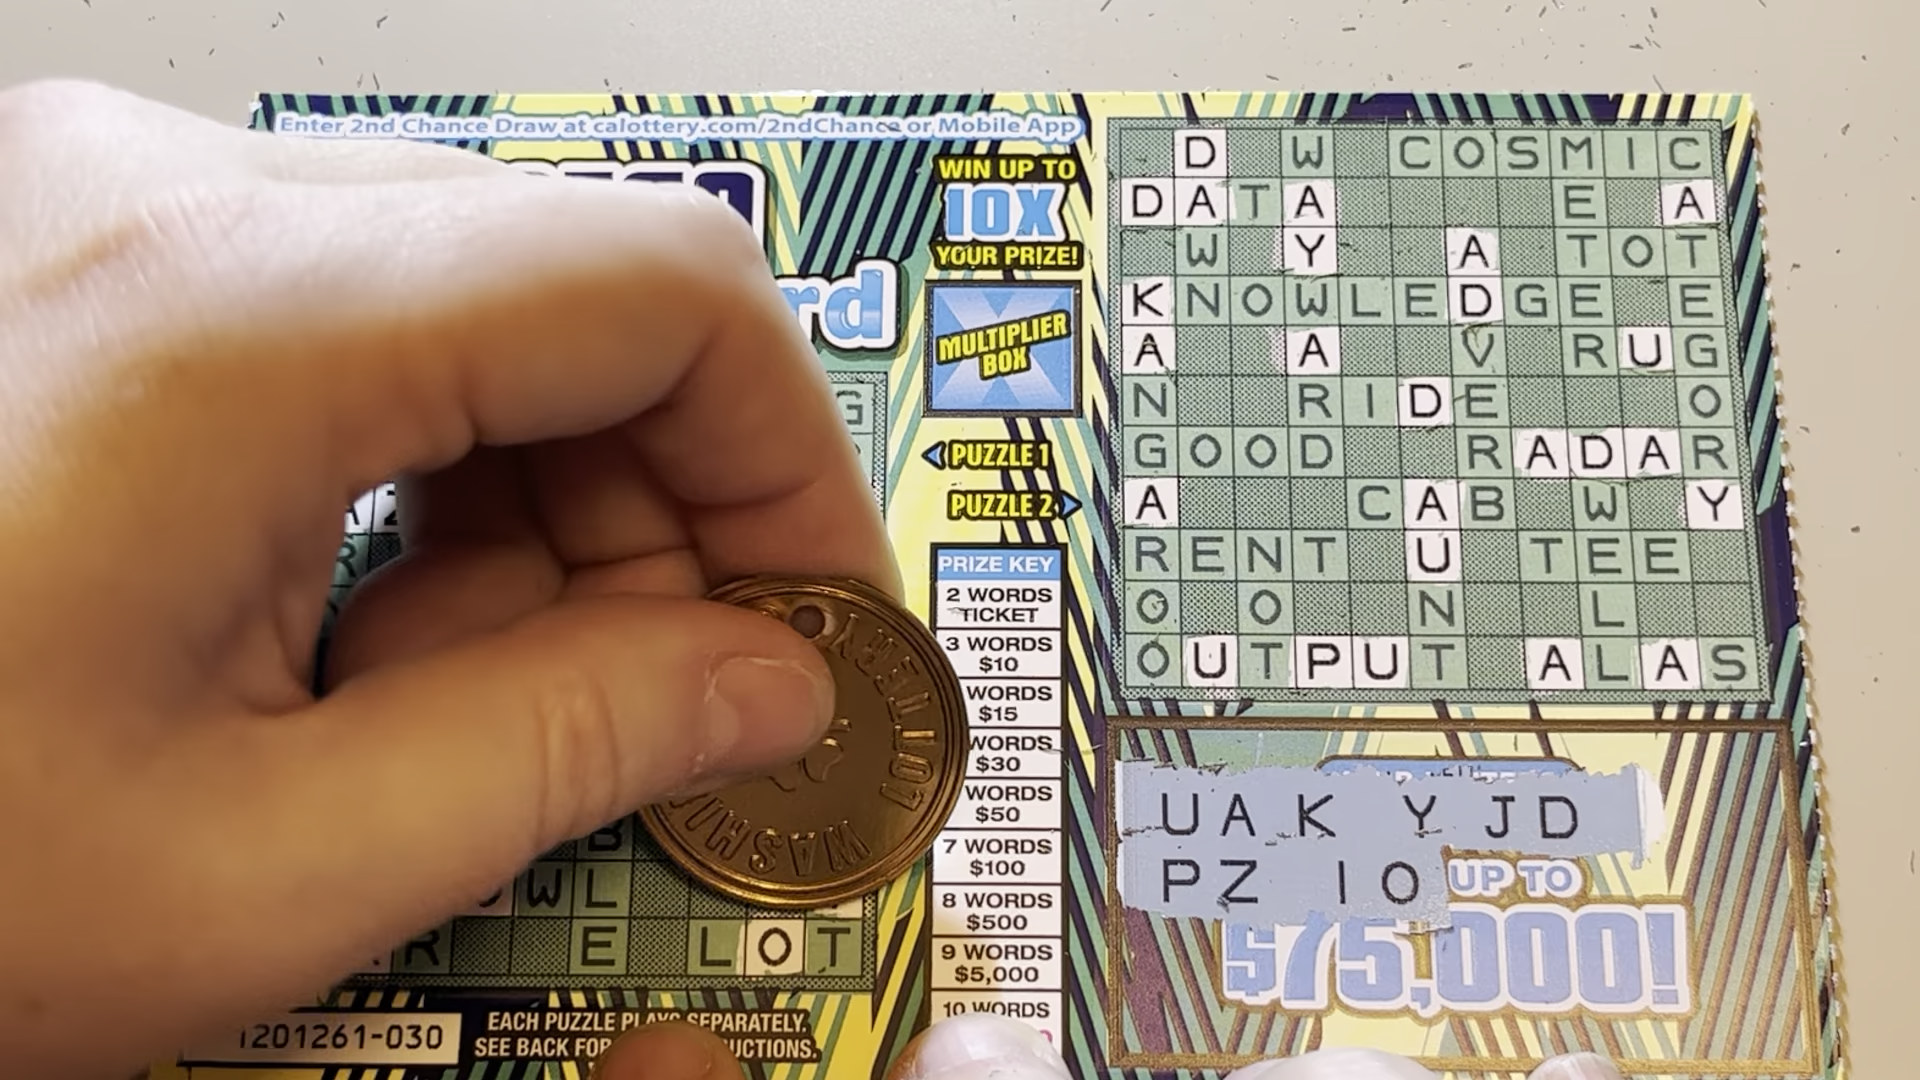 Enter 2nd Chance Draw at calottery.com/2ndChance or Mobile App
rd
WIN UP TO
10X
YOUR PRIZE!
MULTIPLIER
BOX
PUZZLE 1
PUZZLE 2
PRIZE KEY
2 WORDS
TICKET
3 WORDS
$10
WORDS
$15
WORDS
$30
WORDS
$50
7 WORDS
$100
8 WORDS
$500
9 WORDS
$5,000
10 WORDS
D W COSMIC
DATA E A
W Y A TOT
KNOWLEDGE E
A A V RUG
N RIDE O
GOOD RADAR
A CAB W Y
RENT U TEE
O O N L
OUTPUT ALAS
UAK YJD
PZ IO
UP TO
$75,000!
G
R
B
WL
R E LOT
LOTTERY
WASHI
1201261-030
EACH PUZZLE PLAYS SEPARATELY.
SEE BACK FOR UCTIONS.